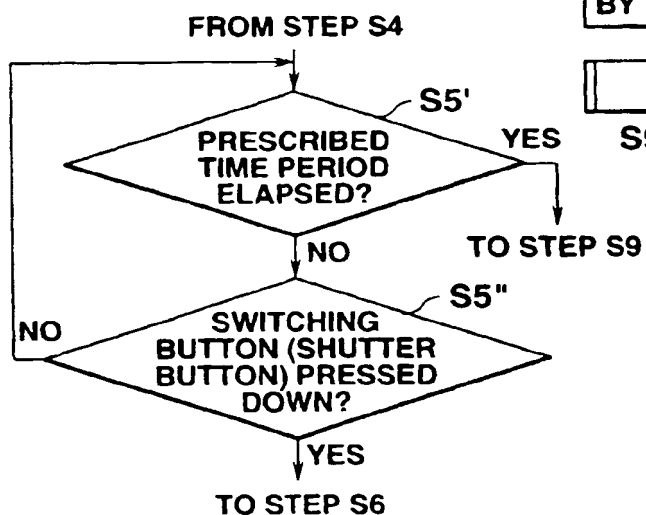 FROM STEP S4
BY
S5'
PRESCRIBED
TIME PERIOD
ELAPSED?
YES
NO
TO STEP S9
S5"
SWITCHING
BUTTON (SHUTTER
BUTTON) PRESSED
DOWN?
NO
YES
TO STEP S6